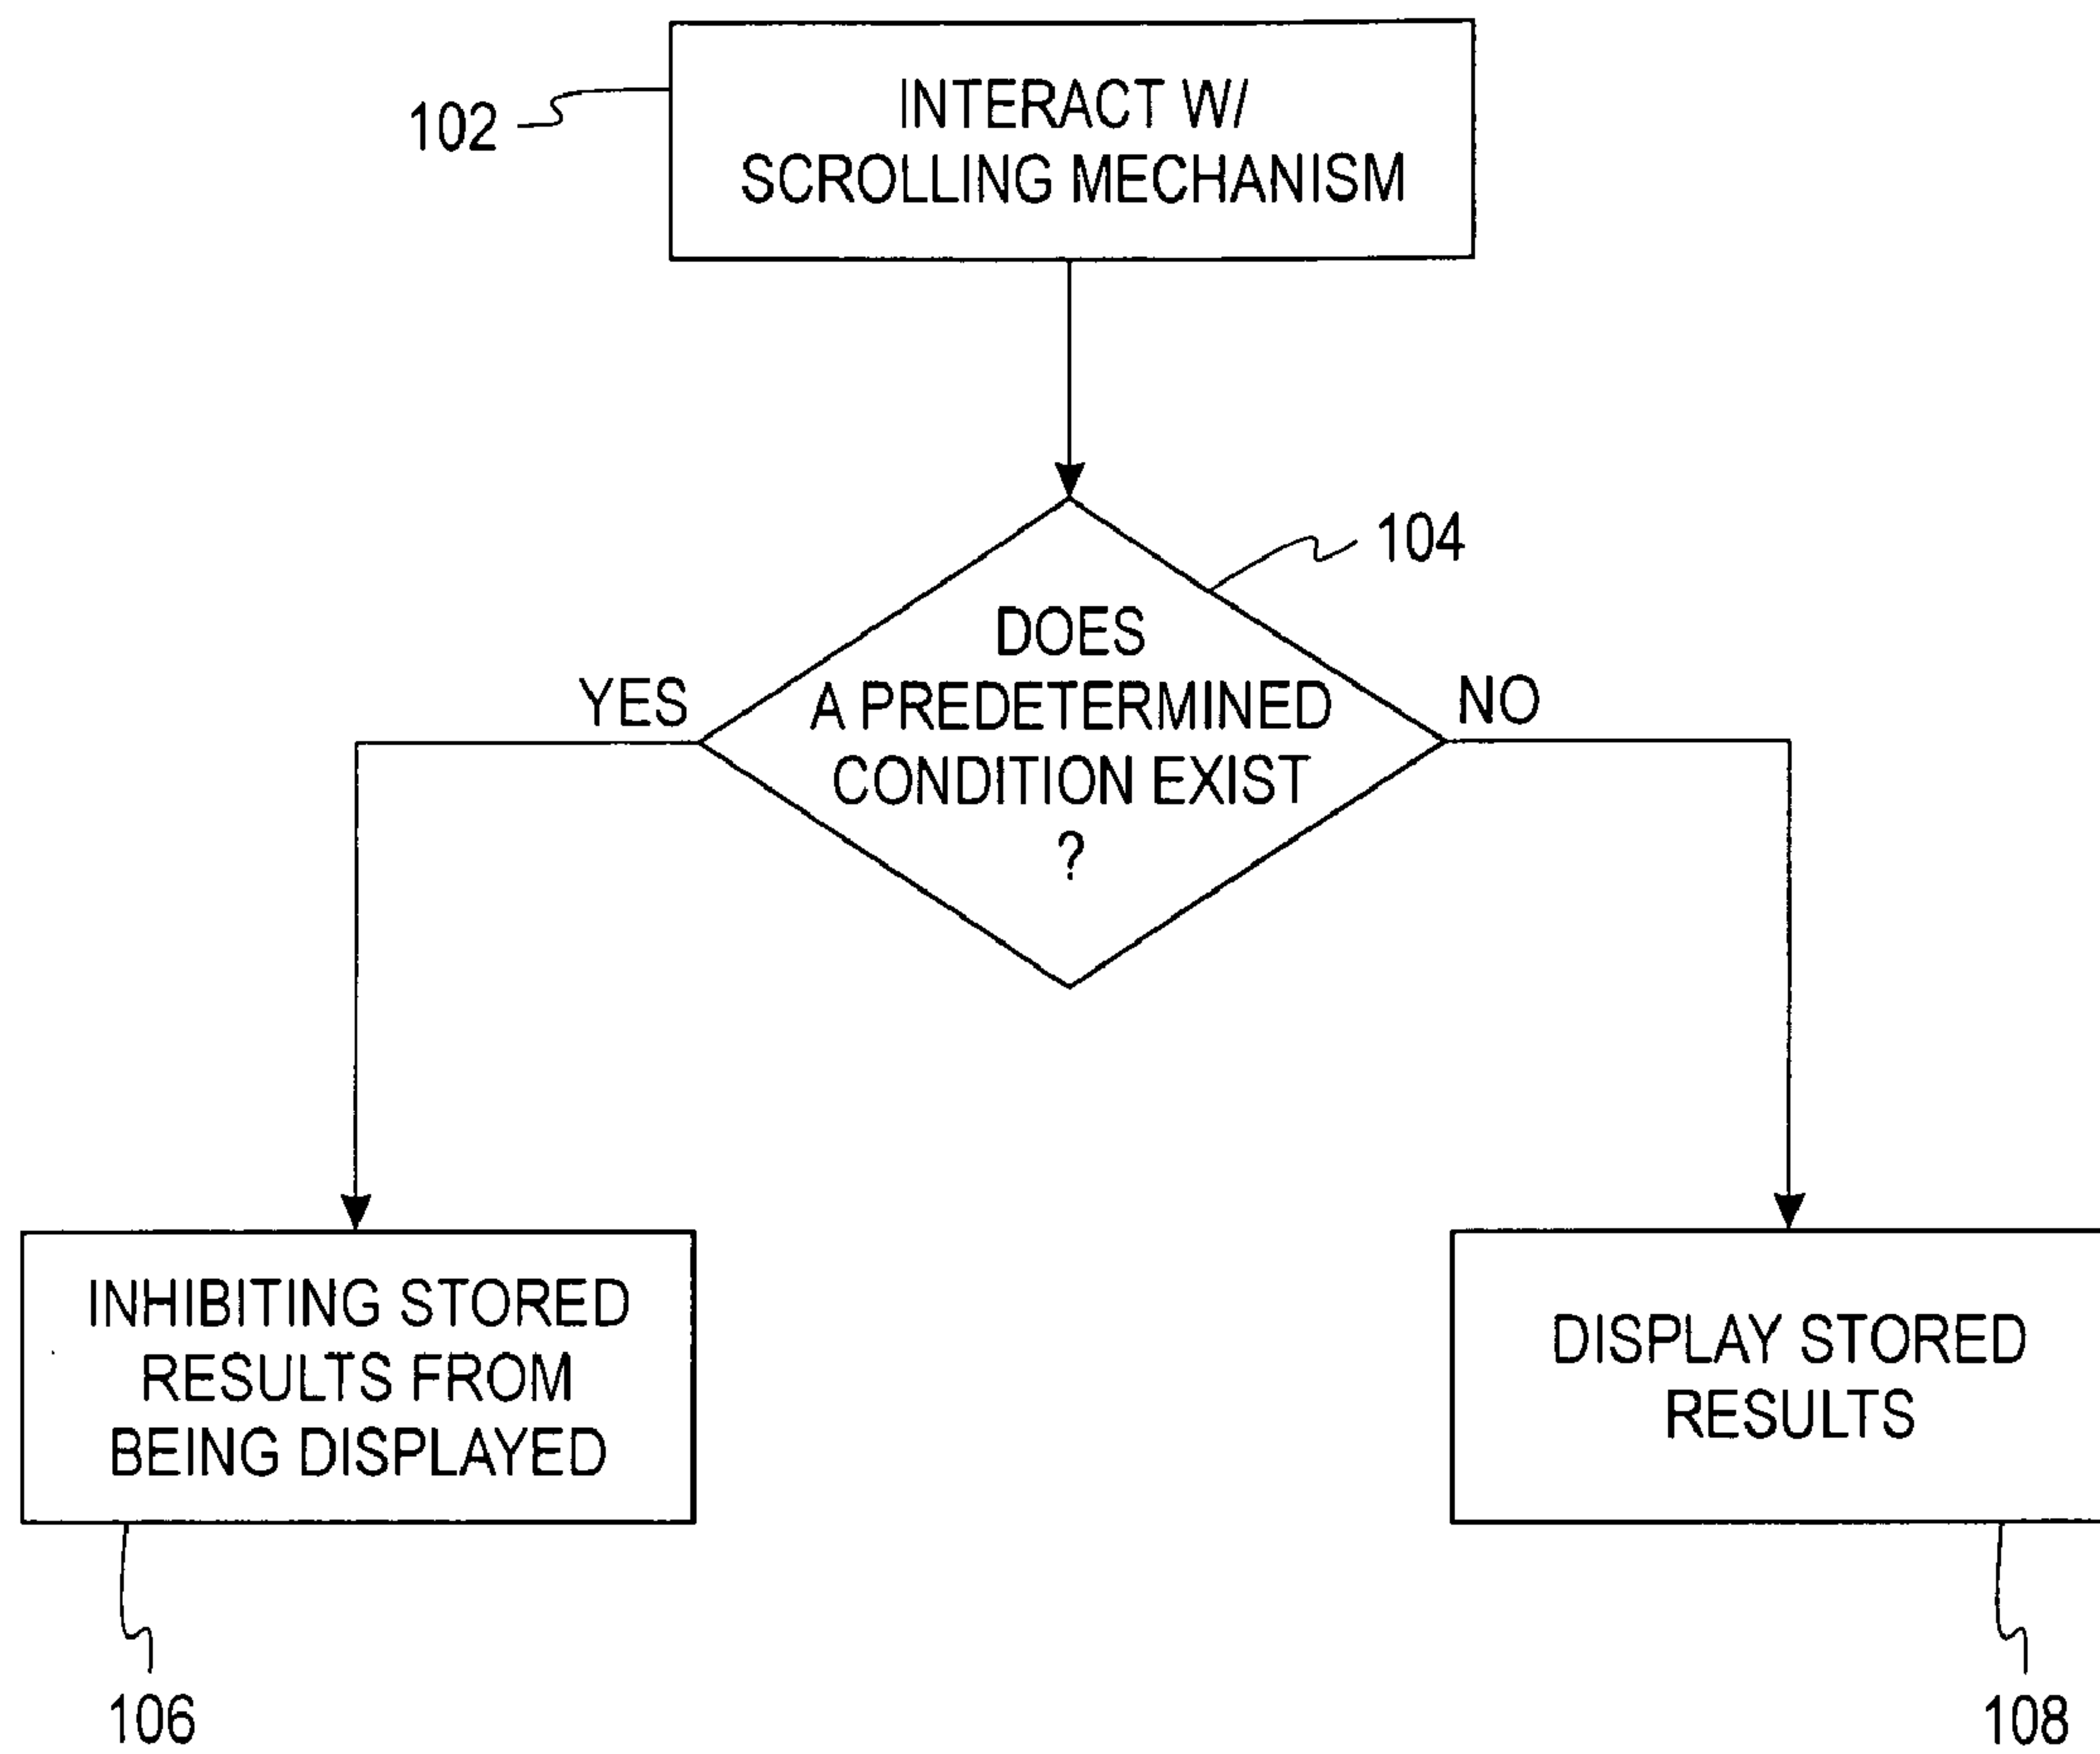 INTERACT W/
SCROLLING MECHANISM
102
104
DOES
A PREDETERMINED
CONDITION EXIST
?
YES
NO
INHIBITING STORED
RESULTS FROM
BEING DISPLAYED
DISPLAY STORED
RESULTS
106
108